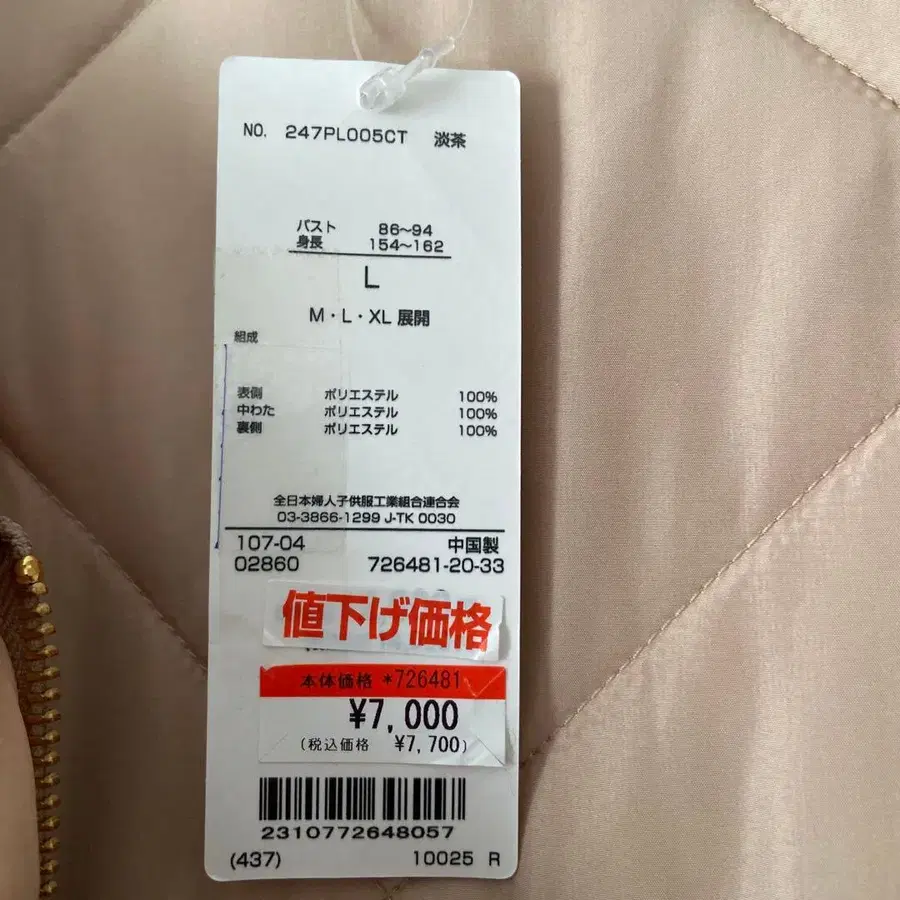 NO. 247PL005CT 淡茶
バスト 86~94
身長 154~162
L
M・L・XL 展開
組成
表側 ポリエステル 100%
中わた ポリエステル 100%
裏側 ポリエステル 100%
全日本婦人子供服工業組合連合会
03-3866-1299 J-TK 0030
107-04 中国製
02860 726481-20-33
値下げ価格
本体価格 *726481
¥7,000
(税込価格 ¥7,700)
2310772648057
(437) 10025 R